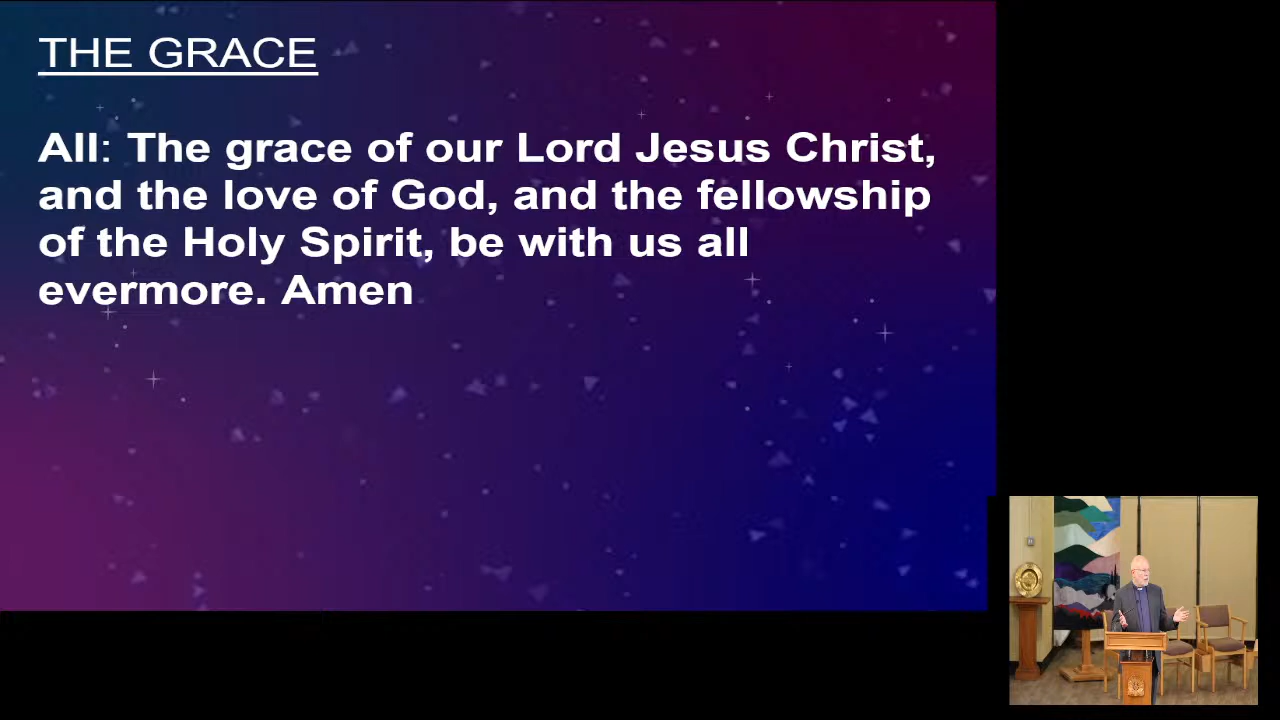 THE GRACE
All: The grace of our Lord Jesus Christ,
and the love of God, and the fellowship
of the Holy Spirit, be with us all
evermore. Amen